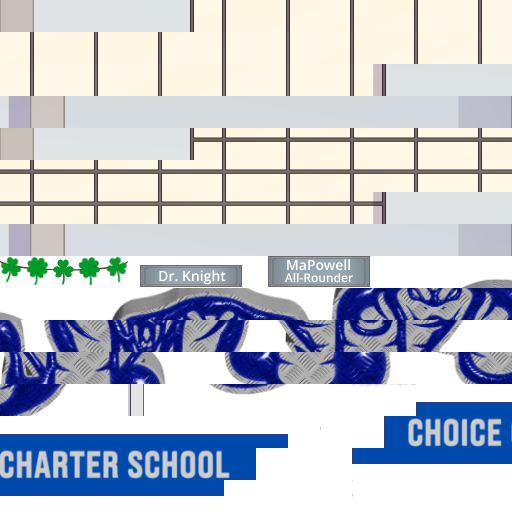 Dr. Knight
MaPowell
All-Rounder
CHOICE
CHARTER SCHOOL